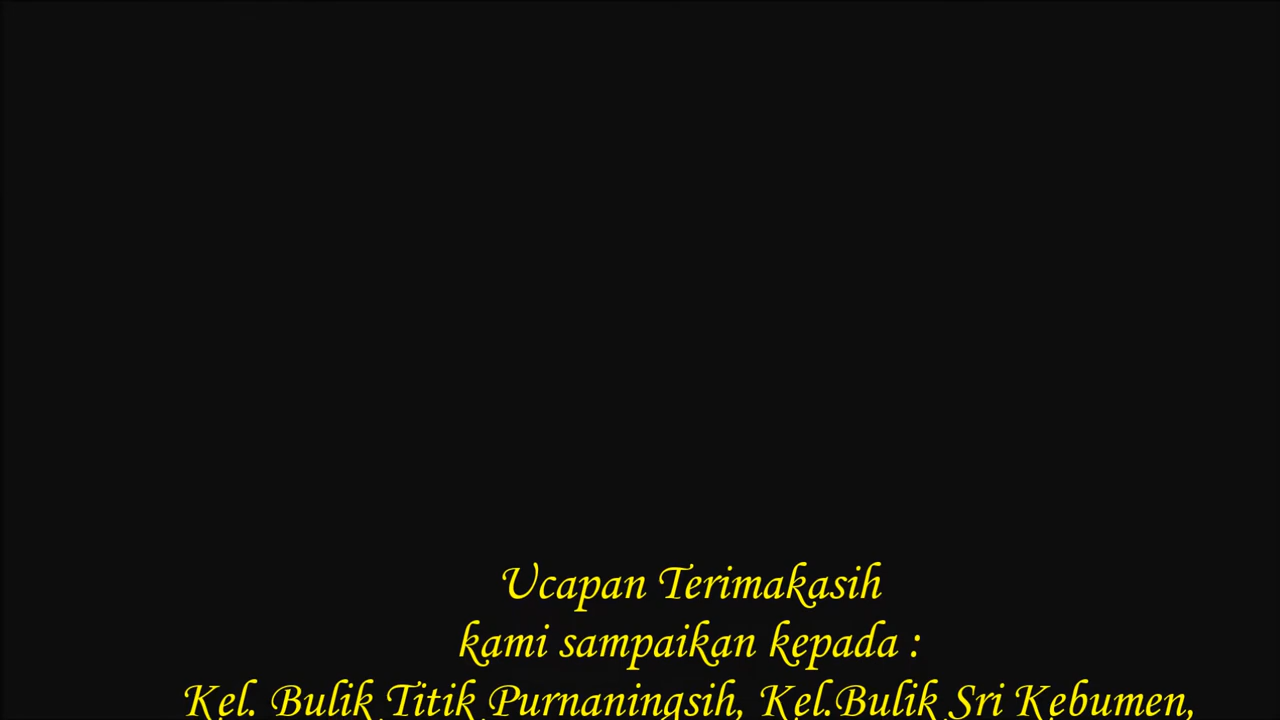 Ucapan Terimakasih
kami sampaikan kepada :
Kel. Bulik Titik Purnaningsih, Kel.Bulik Sri Kebumen,